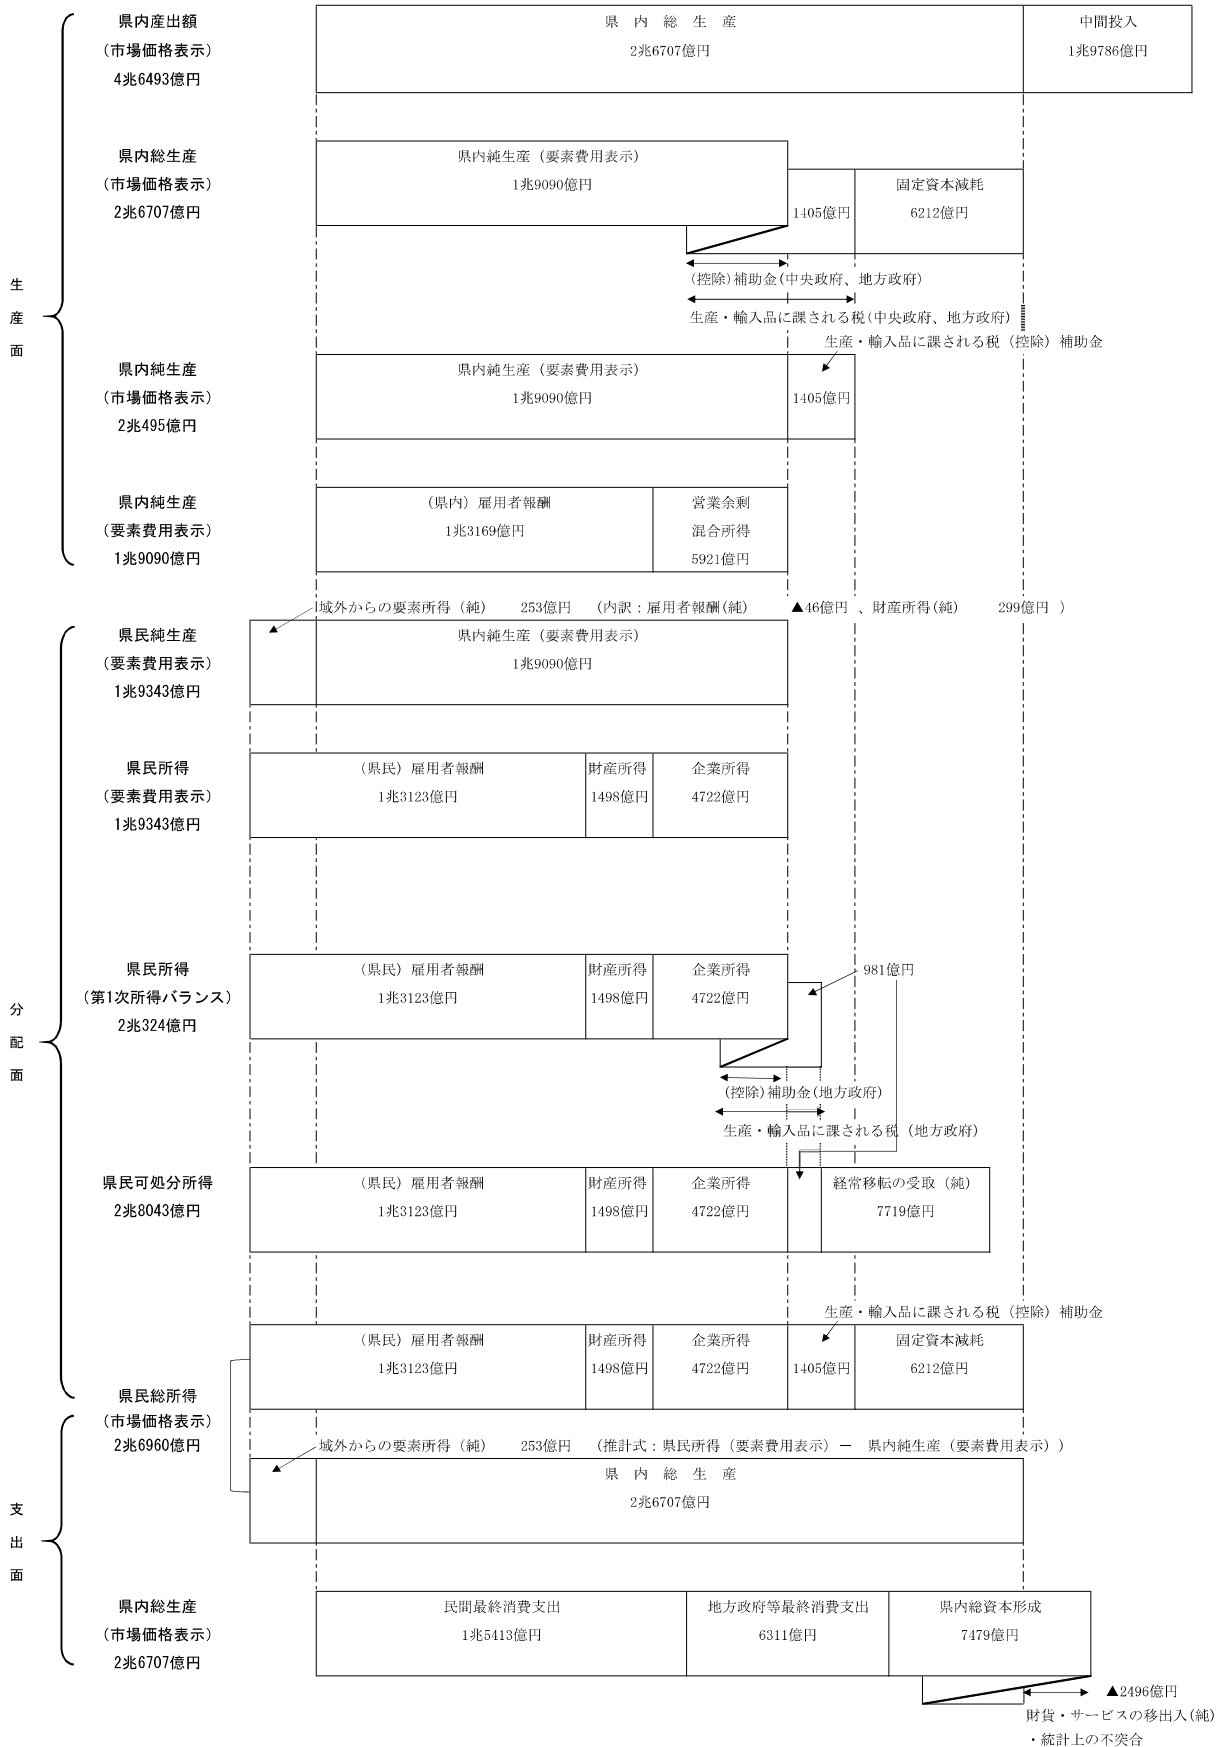 生産面
県内産出額
(市場価格表示)
4兆6493億円
県　内　総　生　産
2兆6707億円
中間投入
1兆9786億円
県内総生産
(市場価格表示)
2兆6707億円
県内純生産（要素費用表示）
1兆9090億円
1405億円
固定資本減耗
6212億円
(控除)補助金(中央政府、地方政府)
生産・輸入品に課される税(中央政府、地方政府)
生産・輸入品に課される税（控除）補助金
県内純生産
(市場価格表示)
2兆495億円
県内純生産（要素費用表示）
1兆9090億円
1405億円
県内純生産
(要素費用表示)
1兆9090億円
（県内）雇用者報酬
1兆3169億円
営業余剰
混合所得
5921億円
分配面
域外からの要素所得（純）　253億円　（内訳：雇用者報酬(純)　▲46億円 、財産所得(純)　299億円 ）
県民純生産
(要素費用表示)
1兆9343億円
県内純生産（要素費用表示）
1兆9090億円
県民所得
(要素費用表示)
1兆9343億円
（県民）雇用者報酬
1兆3123億円
財産所得
1498億円
企業所得
4722億円
県民所得
(第1次所得バランス)
2兆324億円
（県民）雇用者報酬
1兆3123億円
財産所得
1498億円
企業所得
4722億円
981億円
(控除)補助金(地方政府)
生産・輸入品に課される税（地方政府）
県民可処分所得
2兆8043億円
（県民）雇用者報酬
1兆3123億円
財産所得
1498億円
企業所得
4722億円
経常移転の受取（純）
7719億円
生産・輸入品に課される税（控除）補助金
（県民）雇用者報酬
1兆3123億円
財産所得
1498億円
企業所得
4722億円
1405億円
固定資本減耗
6212億円
県民総所得
(市場価格表示)
2兆6960億円
支出面
域外からの要素所得（純）　253億円　（推計式：県民所得（要素費用表示）－　県内純生産（要素費用表示））
県　内　総　生　産
2兆6707億円
県内総生産
(市場価格表示)
2兆6707億円
民間最終消費支出
1兆5413億円
地方政府等最終消費支出
6311億円
県内総資本形成
7479億円
▲2496億円
財貨・サービスの移出入(純)
・統計上の不突合